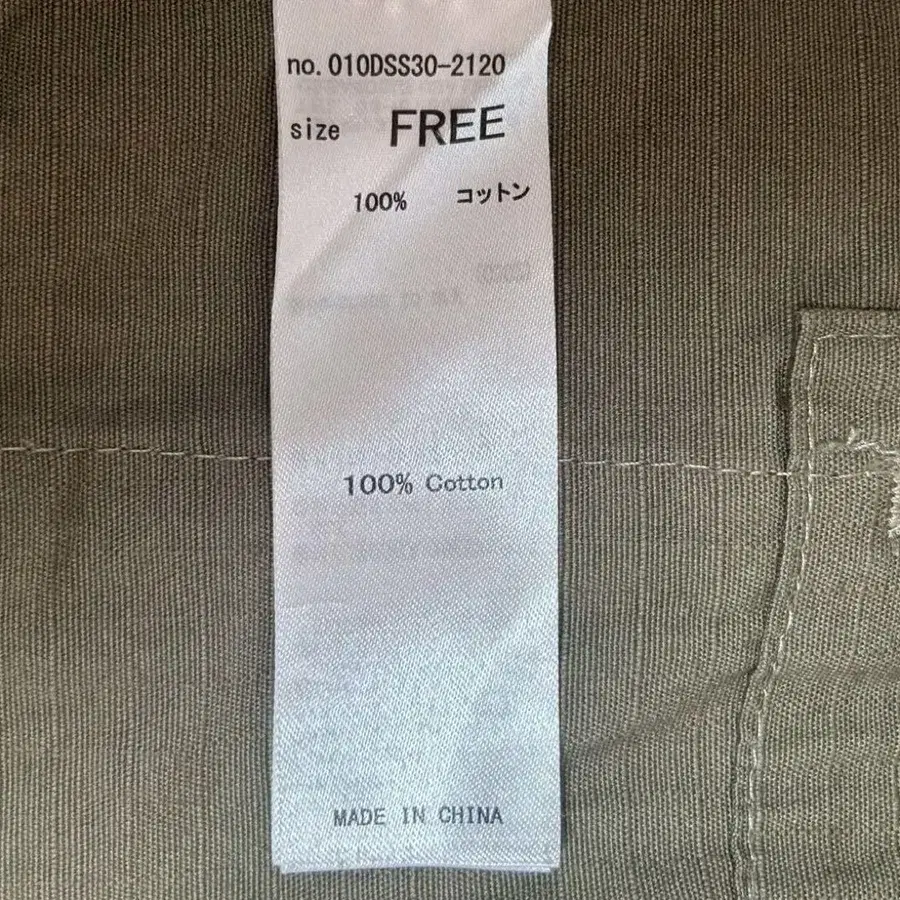 no. 010DSS30-2120
size FREE
100% コットン
100% Cotton
MADE IN CHINA